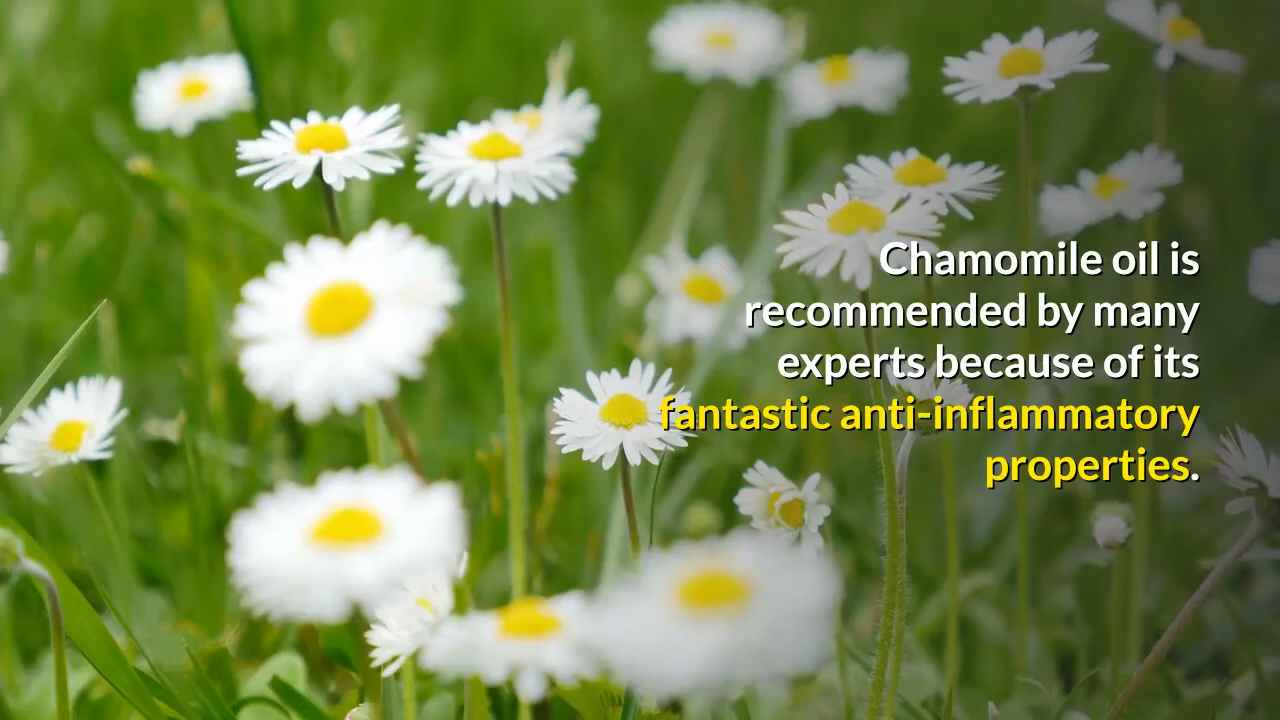 Chamomile oil is
recommended by many
experts because of its
fantastic anti-inflammatory
properties.